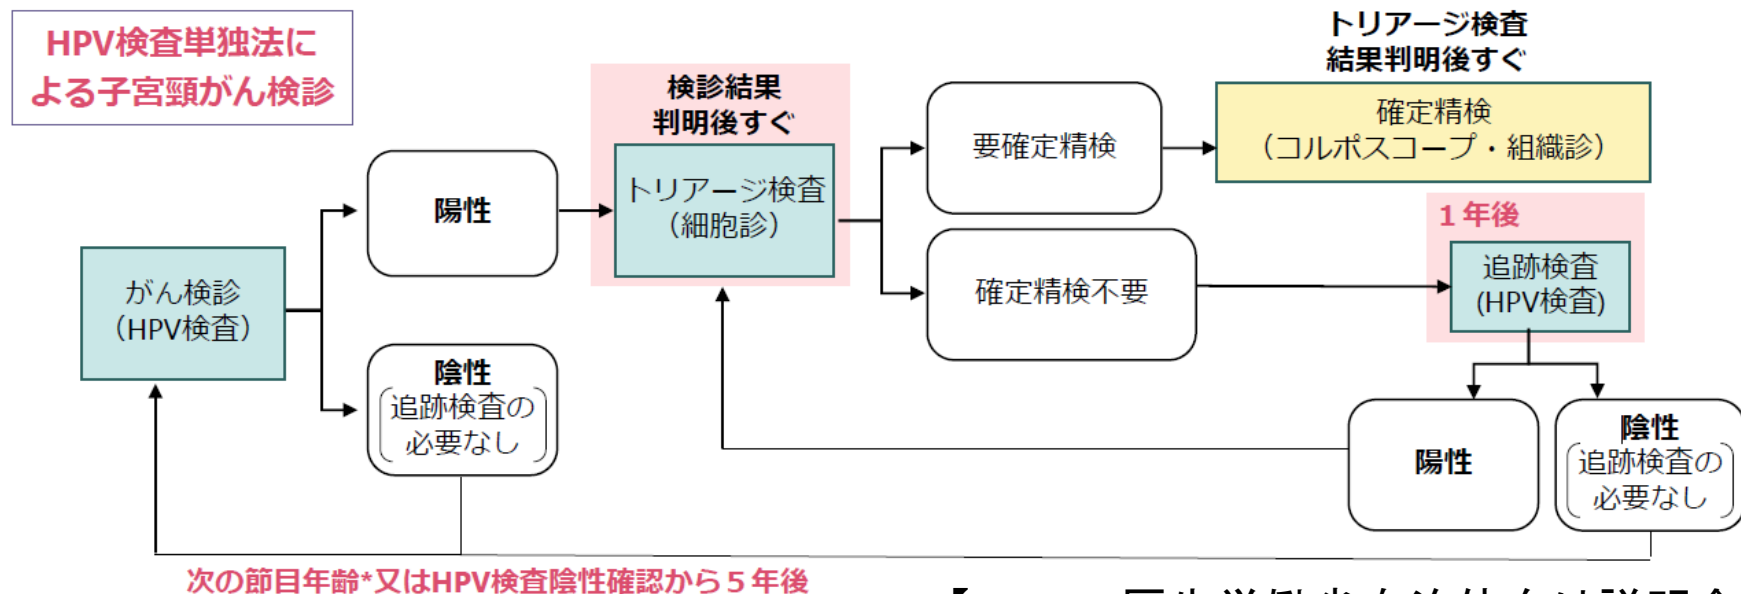 HPV検査単独法に
よる子宮頸がん検診
がん検診
（HPV検査）
陽性
陰性
追跡検査の
必要なし
検診結果
判明後すぐ
トリアージ検査
（細胞診）
要確定精検
確定精検不要
トリアージ検査
結果判明後すぐ
確定精検
（コルポスコープ・組織診）
１年後
追跡検査
(HPV検査)
陽性
陰性
追跡検査の
必要なし
次の節目年齢*又はHPV検査陰性確認から５年後